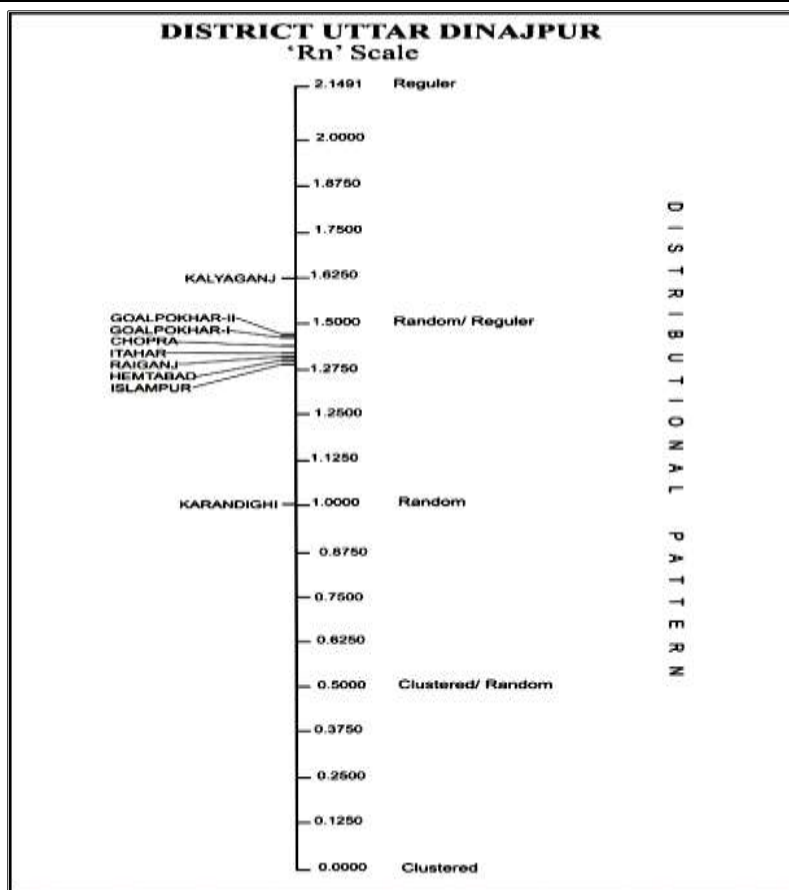 DISTRICT UTTAR DINAJPUR
‘Rn’ Scale
2.1491 Reguler
2.0000
1.8750
1.7500
KALYAGANJ 1.6250
GOALPOKHAR-II
1.5000 Random/ Reguler
GOALPOKHAR-I
CHOPRA
ITAHAR
RAIGANJ
1.2750
HEMTABAD
ISLAMPUR
1.2500
1.1250
KARANDIGHI 1.0000 Random
0.8750
0.7500
0.6250
0.5000 Clustered/ Random
0.3750
0.2500
0.1250
0.0000 Clustered
DISTRIBUTIONAL PATTERN